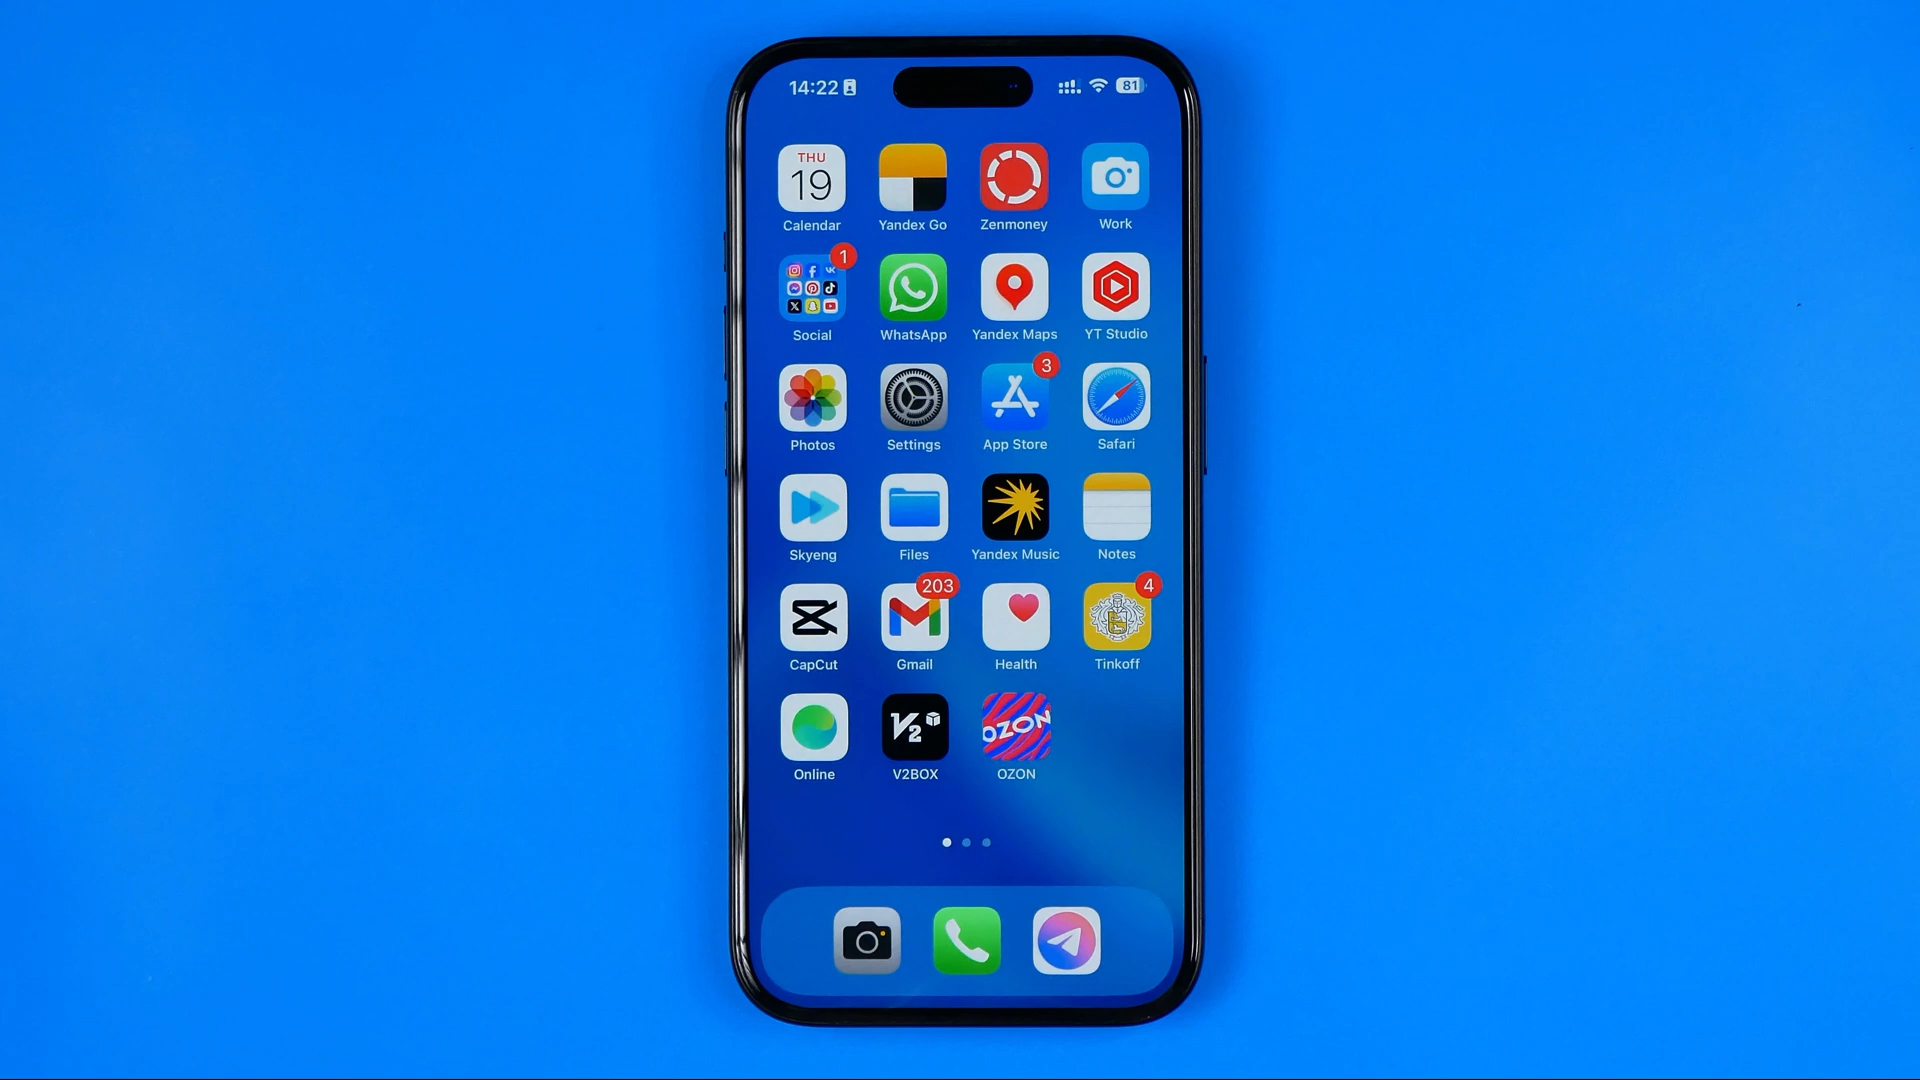 14:22 81
THU
19
Calendar Yandex Go Zenmoney Work
1
Social WhatsApp Yandex Maps YT Studio
3
Photos Settings App Store Safari
Skyeng Files Yandex Music Notes
203 4
CapCut Gmail Health Tinkoff
V2 OZON
Online V2BOX OZON